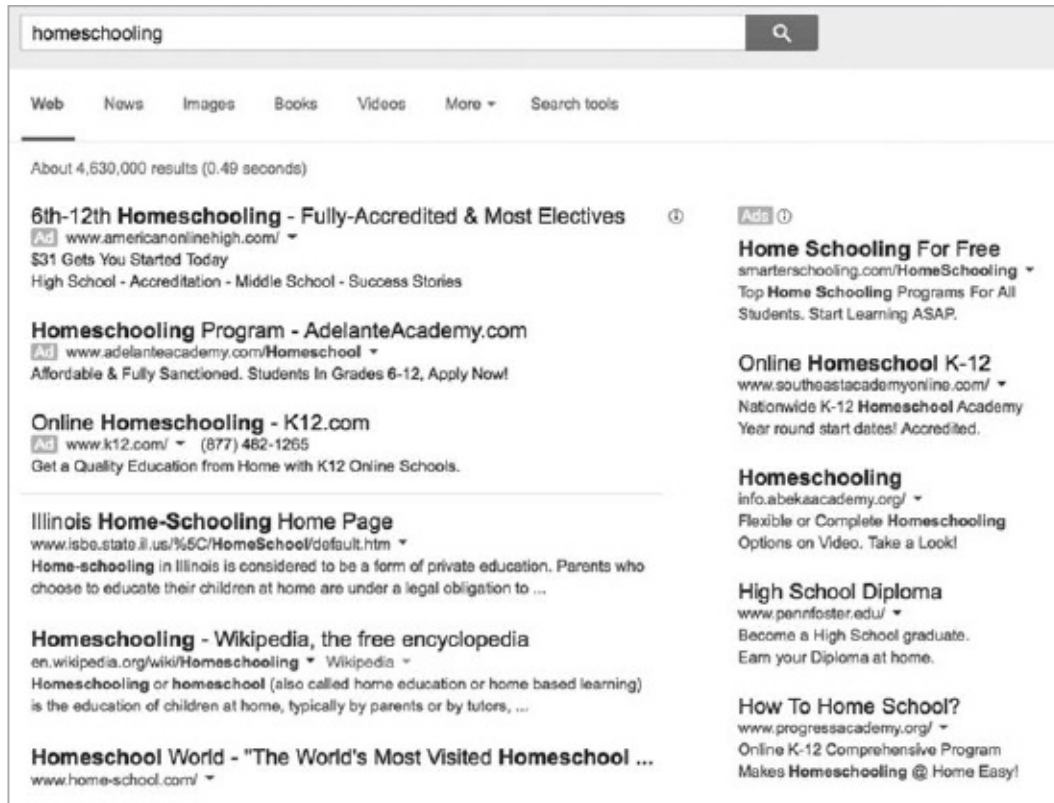 homeschooling
Web News Images Books Videos More Search tools
About 4,630,000 results (0.49 seconds)
6th-12th Homeschooling - Fully-Accredited & Most Electives
Ad www.americanonlinehigh.com/
$31 Gets You Started Today
High School - Accreditation - Middle School - Success Stories
Homeschooling Program - AdelanteAcademy.com
Ad www.adelanteacademy.com/Homeschool
Affordable & Fully Sanctioned. Students In Grades 6-12, Apply Now!
Online Homeschooling - K12.com
Ad www.k12.com/ (877) 482-1265
Get a Quality Education from Home with K12 Online Schools.
Illinois Home-Schooling Home Page
www.isbe.state.il.us/%5C/HomeSchool/default.htm
Home-schooling in Illinois is considered to be a form of private education. Parents who
choose to educate their children at home are under a legal obligation to ...
Homeschooling - Wikipedia, the free encyclopedia
en.wikipedia.org/wiki/Homeschooling Wikipedia
Homeschooling or homeschool (also called home education or home based learning)
is the education of children at home, typically by parents or by tutors, ...
Homeschool World - "The World's Most Visited Homeschool ...
www.home-school.com/
Ads
Home Schooling For Free
smarterschooling.com/HomeSchooling
Top Home Schooling Programs For All
Students. Start Learning ASAP.
Online Homeschool K-12
www.southeastacademyonline.com/
Nationwide K-12 Homeschool Academy
Year round start dates! Accredited.
Homeschooling
info.abekaacademy.org/
Flexible or Complete Homeschooling
Options on Video. Take a Look!
High School Diploma
www.pennfoster.edu/
Become a High School graduate.
Earn your Diploma at home.
How To Home School?
www.progressacademy.org/
Online K-12 Comprehensive Program
Makes Homeschooling @ Home Easy!